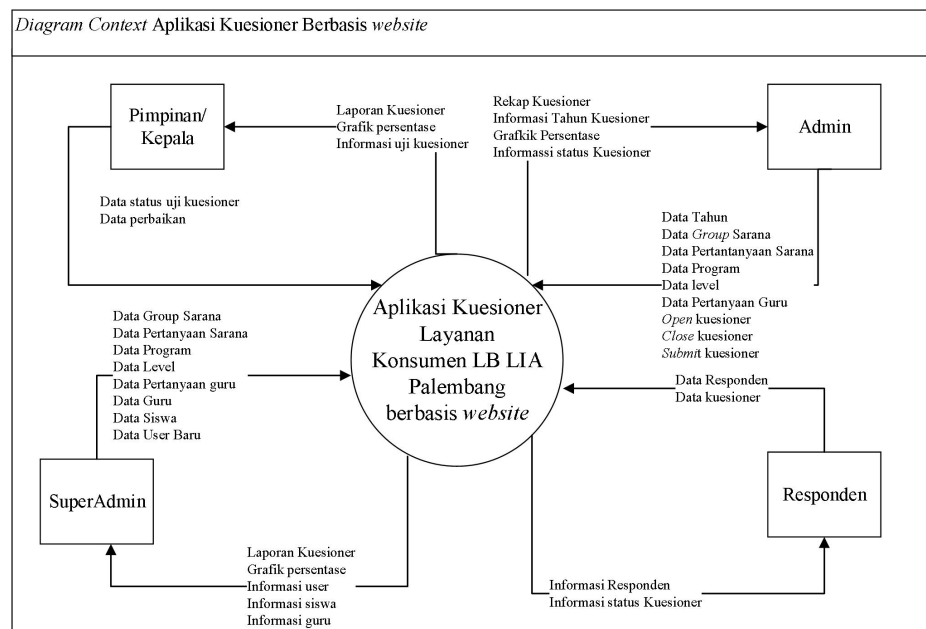 Diagram Context Aplikasi Kuesioner Berbasis website
Pimpinan/
Kepala
Laporan Kuesioner
Grafik persentase
Informasi uji kuesioner
Rekap Kuesioner
Informasi Tahun Kuesioner
Grafkik Persentase
Informassi status Kuesioner
Admin
Data status uji kuesioner
Data perbaikan
Data Tahun
Data Group Sarana
Data Pertantanyaan Sarana
Data Program
Data level
Data Pertanyaan Guru
Open kuesioner
Close kuesioner
Submit kuesioner
Aplikasi Kuesioner
Layanan
Konsumen LB LIA
Palembang
berbasis website
Data Group Sarana
Data Pertanyaan Sarana
Data Program
Data Level
Data Pertanyaan guru
Data Guru
Data Siswa
Data User Baru
Data Responden
Data kuesioner
SuperAdmin
Responden
Laporan Kuesioner
Grafik persentase
Informasi user
Informasi siswa
Informasi guru
Informasi Responden
Informasi status Kuesioner